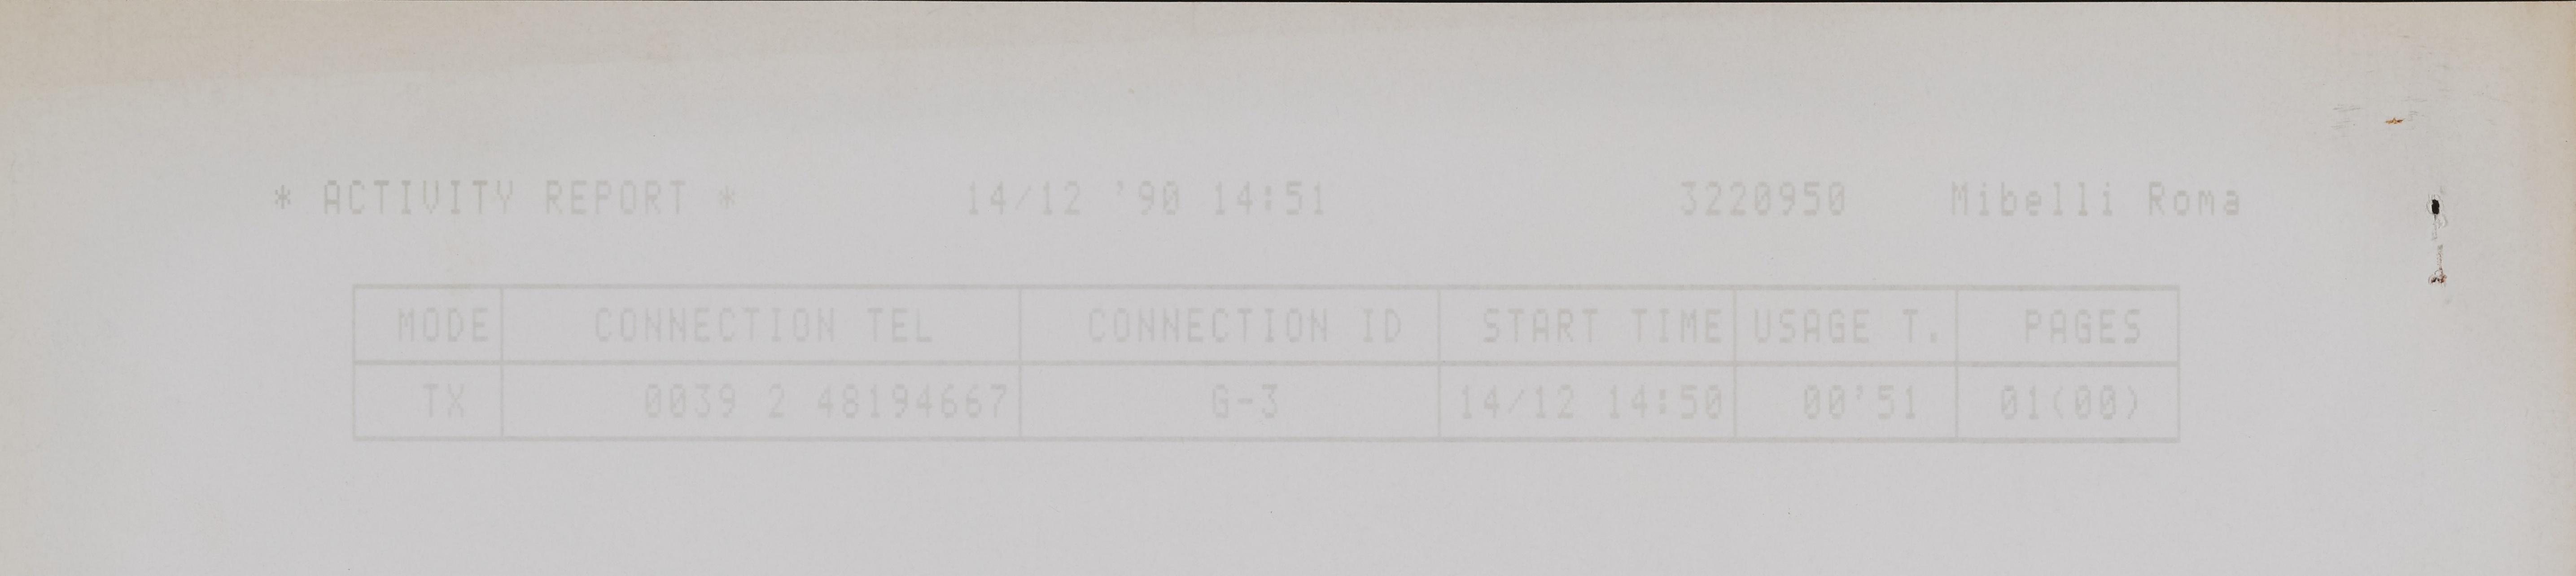 * ACTIVITY REPORT * 14/12 '90 14:51 3220950 Mibelli Roma
MODE CONNECTION TEL CONNECTION ID START TIME USAGE T. PAGES
TX 0039 2 48194667 G-3 14/12 14:50 00'51 01(00)